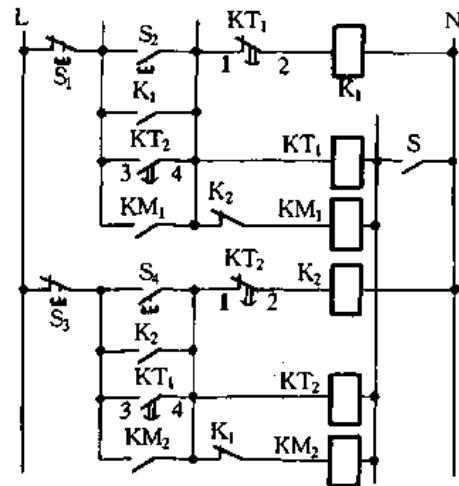 L S₂ KT₁ N
S₁ 1 2 K₁
K₁
KT₂ KT₁ S
3 4
KM₁ K₂ KM₁
S₄ KT₂ K₂
S₃ 1 2
K₂
KT₁ KT₂
3 4
KM₂ K₁ KM₂